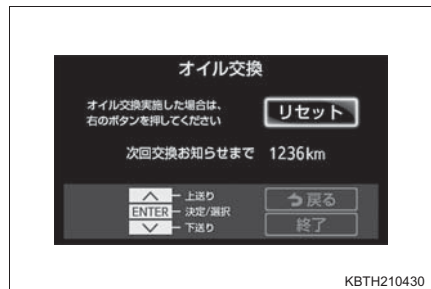 オイル交換
オイル交換実施した場合は、
右のボタンを押してください
リセット
次回交換お知らせまで 1236km
上送り
ENTER 決定/選択
下送り
戻る
終了
KBTH210430